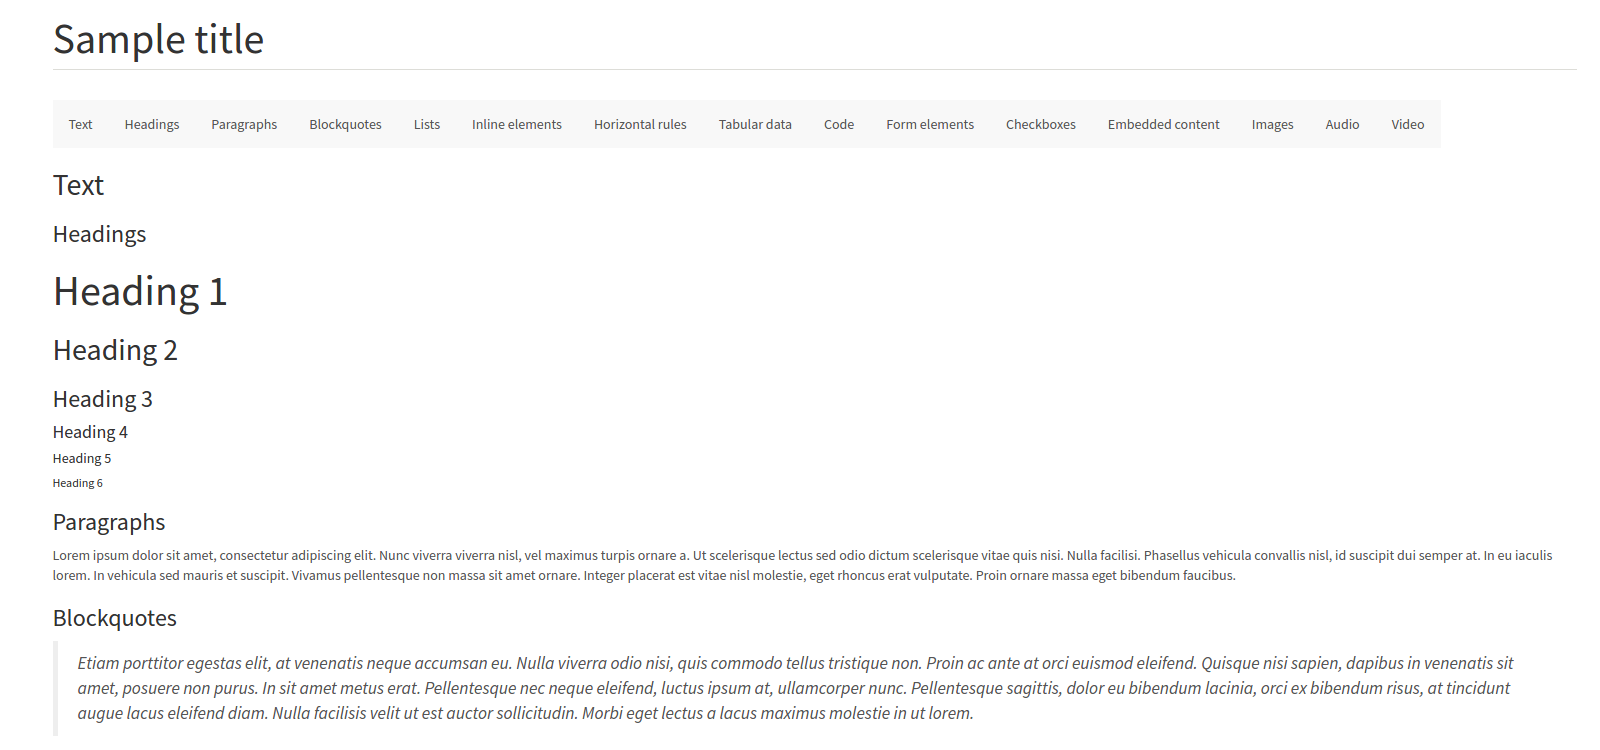 Sample title
Text Headings Paragraphs Blockquotes Lists Inline elements Horizontal rules Tabular data Code Form elements Checkboxes Embedded content Images Audio Video
Text
Headings
Heading 1
Heading 2
Heading 3
Heading 4
Heading 5
Heading 6
Paragraphs
Lorem ipsum dolor sit amet, consectetur adipiscing elit. Nunc viverra viverra nisl, vel maximus turpis ornare a. Ut scelerisque lectus sed odio dictum scelerisque vitae quis nisi. Nulla facilisi. Phasellus vehicula convallis nisl, id suscipit dui semper at. In eu iaculis
lorem. In vehicula sed mauris et suscipit. Vivamus pellentesque non massa sit amet ornare. Integer placerat est vitae nisl molestie, eget rhoncus erat vulputate. Proin ornare massa eget bibendum faucibus.
Blockquotes
Etiam porttitor egestas elit, at venenatis neque accumsan eu. Nulla viverra odio nisi, quis commodo tellus tristique non. Proin ac ante at orci euismod eleifend. Quisque nisi sapien, dapibus in venenatis sit
amet, posuere non purus. In sit amet metus erat. Pellentesque nec neque eleifend, luctus ipsum at, ullamcorper nunc. Pellentesque sagittis, dolor eu bibendum lacinia, orci ex bibendum risus, at tincidunt
augue lacus eleifend diam. Nulla facilisis velit ut est auctor sollicitudin. Morbi eget lectus a lacus maximus molestie in ut lorem.